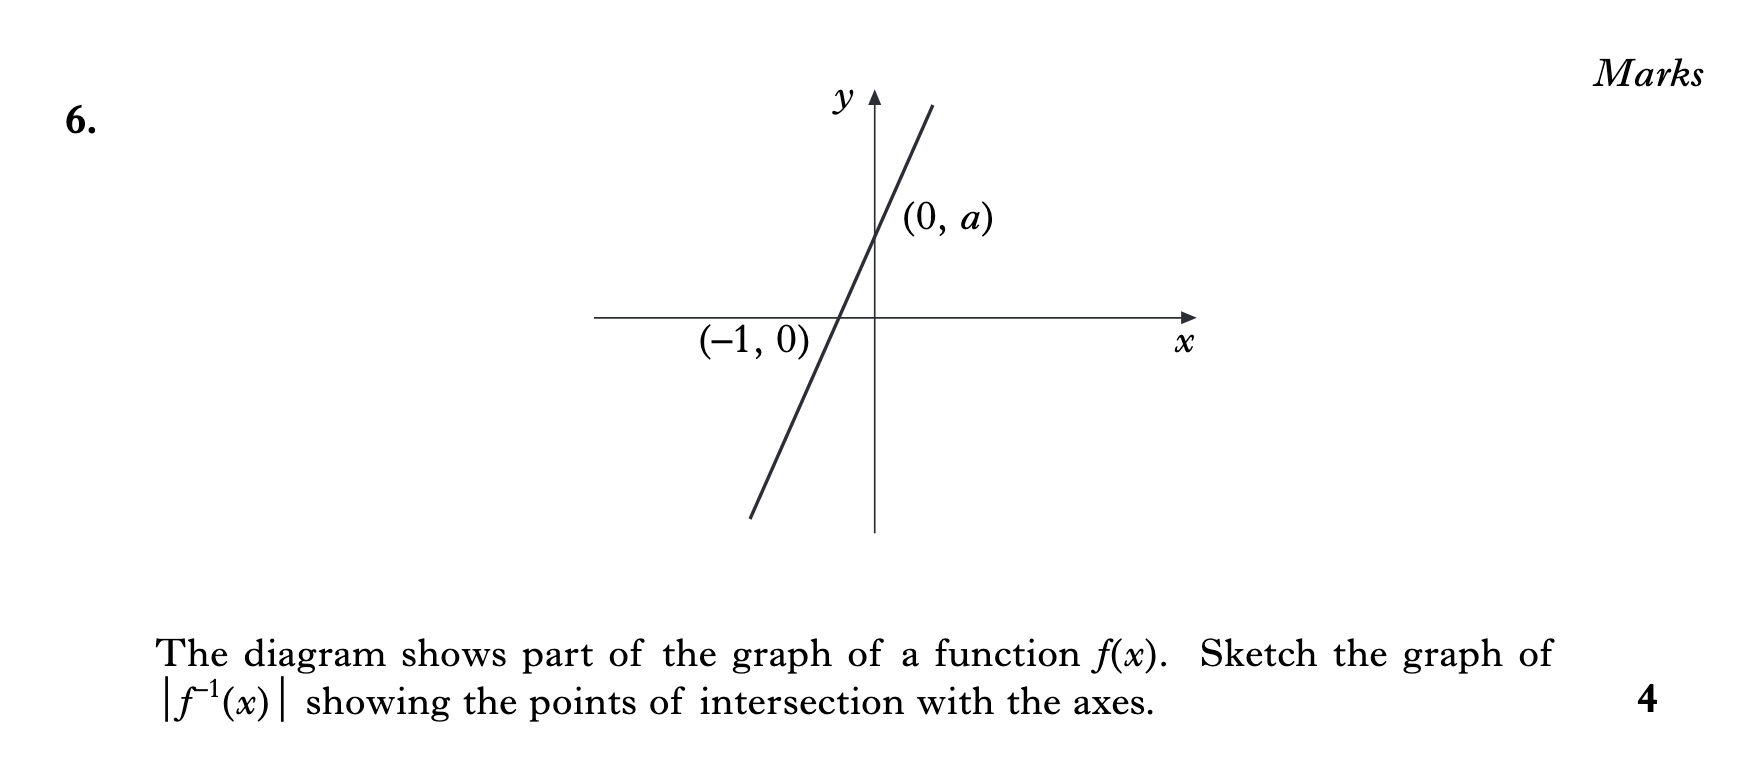 Marks
6.
y
(0, a)
(–1, 0)
x
The diagram shows part of the graph of a function f(x). Sketch the graph of
|f⁻¹(x)| showing the points of intersection with the axes. 4